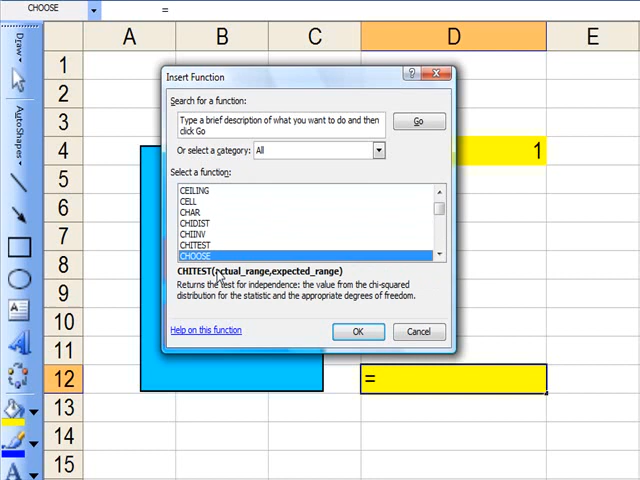 CHOOSE
=
A B C D E
Draw
AutoShapes
1
2
3
4
5
6
7
8
9
10
11
12
13
14
15
1
=
Insert Function
?
Search for a function:
Type a brief description of what you want to do and then
click Go
Go
Or select a category: All
Select a function:
CEILING
CELL
CHAR
CHIDIST
CHIINV
CHITEST
CHOOSE
CHITEST(actual_range,expected_range)
Returns the test for independence: the value from the chi-squared
distribution for the statistic and the appropriate degrees of freedom.
Help on this function
OK Cancel
A
A